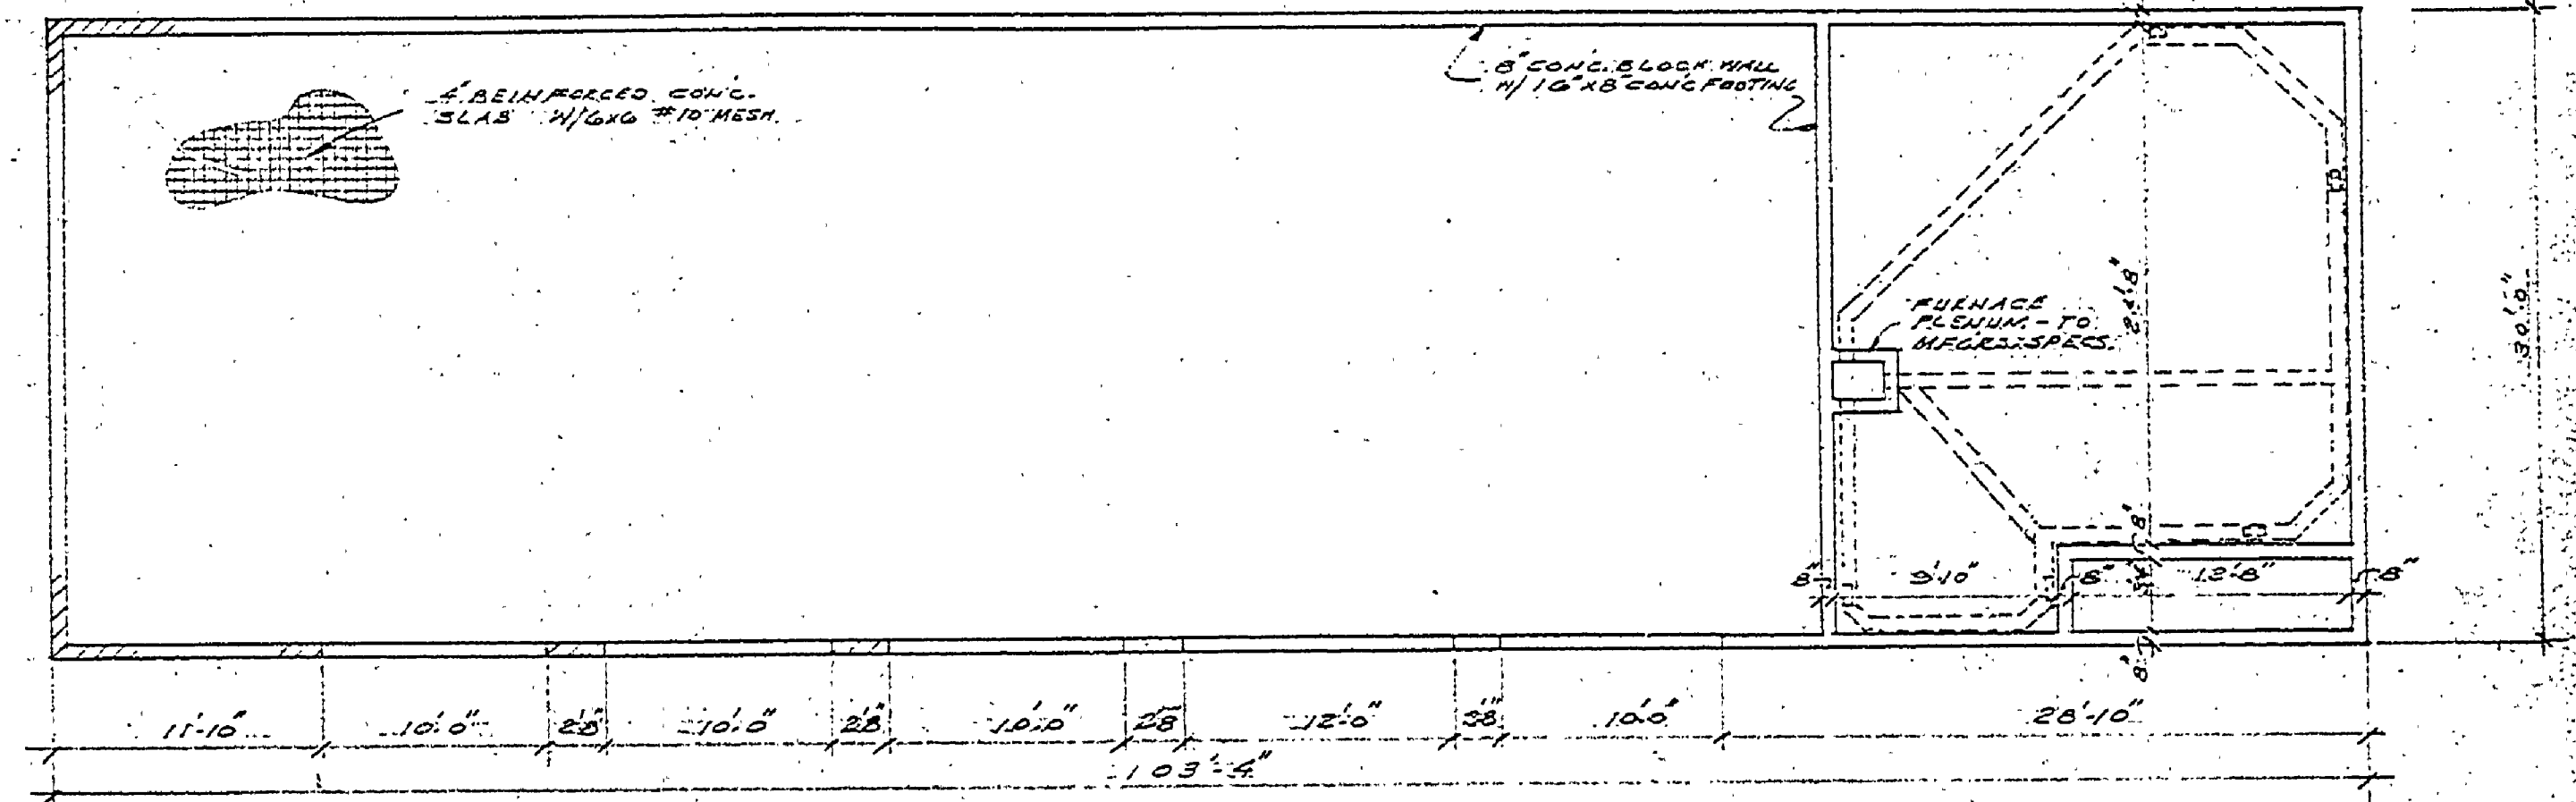 4" REINFORCED CONC.
SLAB W/6X6 #10 MESH
8" CONC. BLOCK WALL
W/ 16"X8" CONC FOOTING
FURNACE
PLENUM - TO
MFGRS. SPECS.
30'-0"
8"
9'-10"
8"
12'-8"
8"
8"
8"
11'-10"
10'-0"
2'8"
10'-0"
2'8"
10'-0"
2'8"
12'-0"
10'-0"
28'-10"
103'-4"